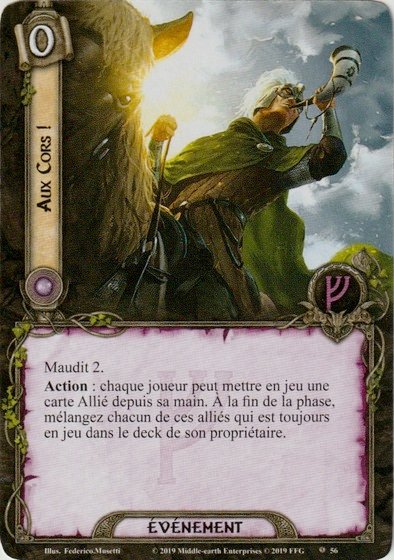 0
Aux Cors !
Maudit 2.
Action : chaque joueur peut mettre en jeu une
carte Allié depuis sa main. À la fin de la phase,
mélangez chacun de ces alliés qui est toujours
en jeu dans le deck de son propriétaire.
Événement
Illus. Federico.Musetti © 2019 Middle-earth Enterprises © 2019 FFG 56